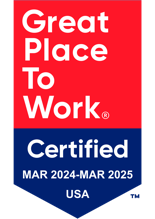 Great
Place
To
Work®
Certified
MAR 2024-MAR 2025
USA
™